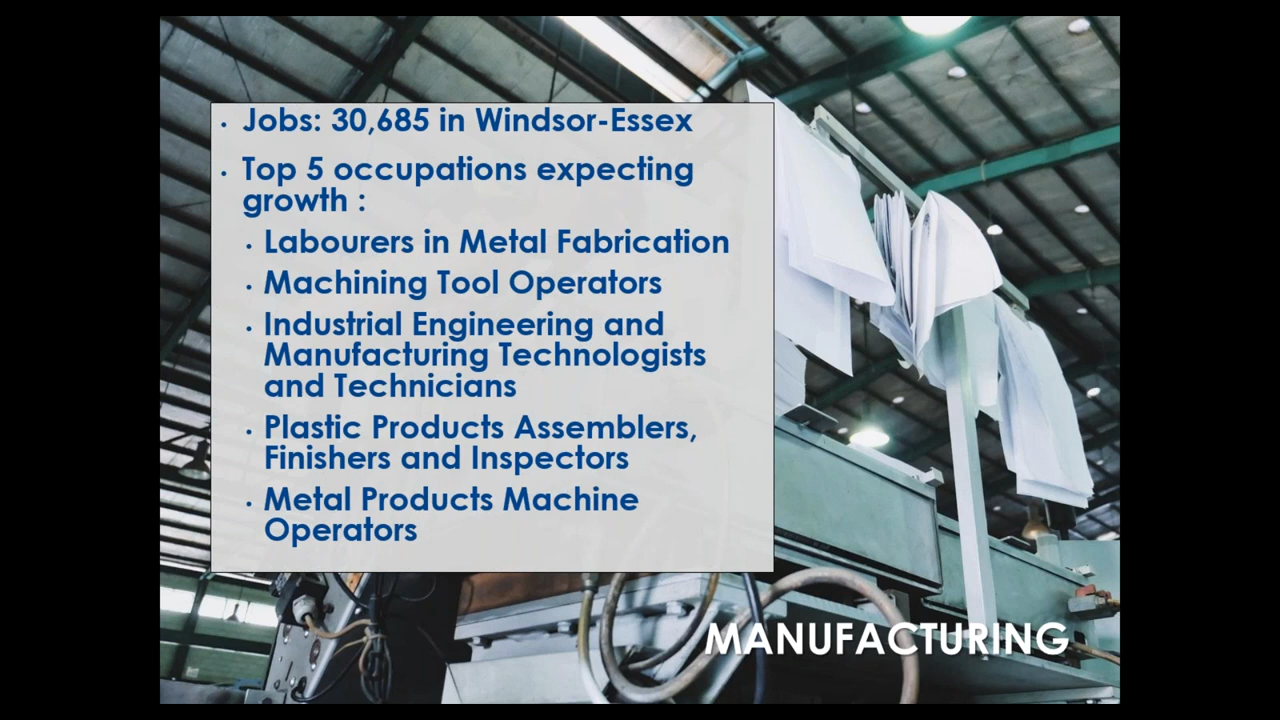 • Jobs: 30,685 in Windsor-Essex
• Top 5 occupations expecting
growth :
• Labourers in Metal Fabrication
• Machining Tool Operators
• Industrial Engineering and
Manufacturing Technologists
and Technicians
• Plastic Products Assemblers,
Finishers and Inspectors
• Metal Products Machine
Operators
MANUFACTURING